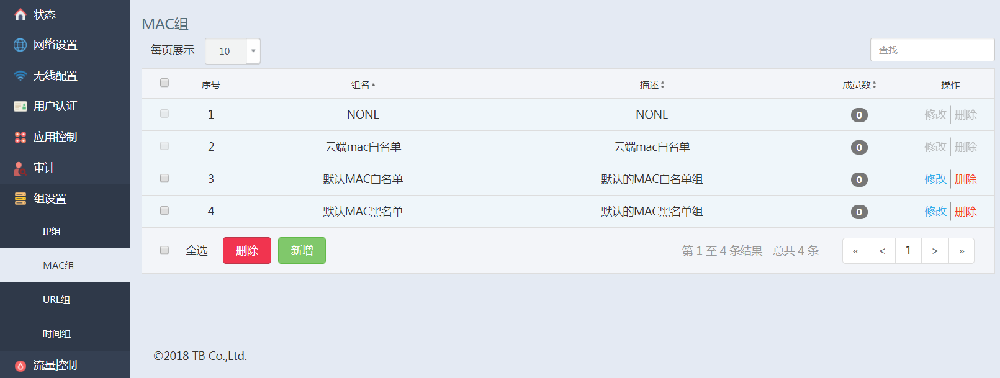 状态
网络设置
无线配置
用户认证
应用控制
审计
组设置
IP组
MAC组
URL组
时间组
流量控制
MAC组
每页展示 10 查找
序号 组名 描述 成员数 操作
1 NONE NONE 0 修改 删除
2 云端mac白名单 云端mac白名单 0 修改 删除
3 默认MAC白名单 默认的MAC白名单组 0 修改 删除
4 默认MAC黑名单 默认的MAC黑名单组 0 修改 删除
全选 删除 新增 第 1 至 4 条结果 总共 4 条 « < 1 > »
©2018 TB Co.,Ltd.